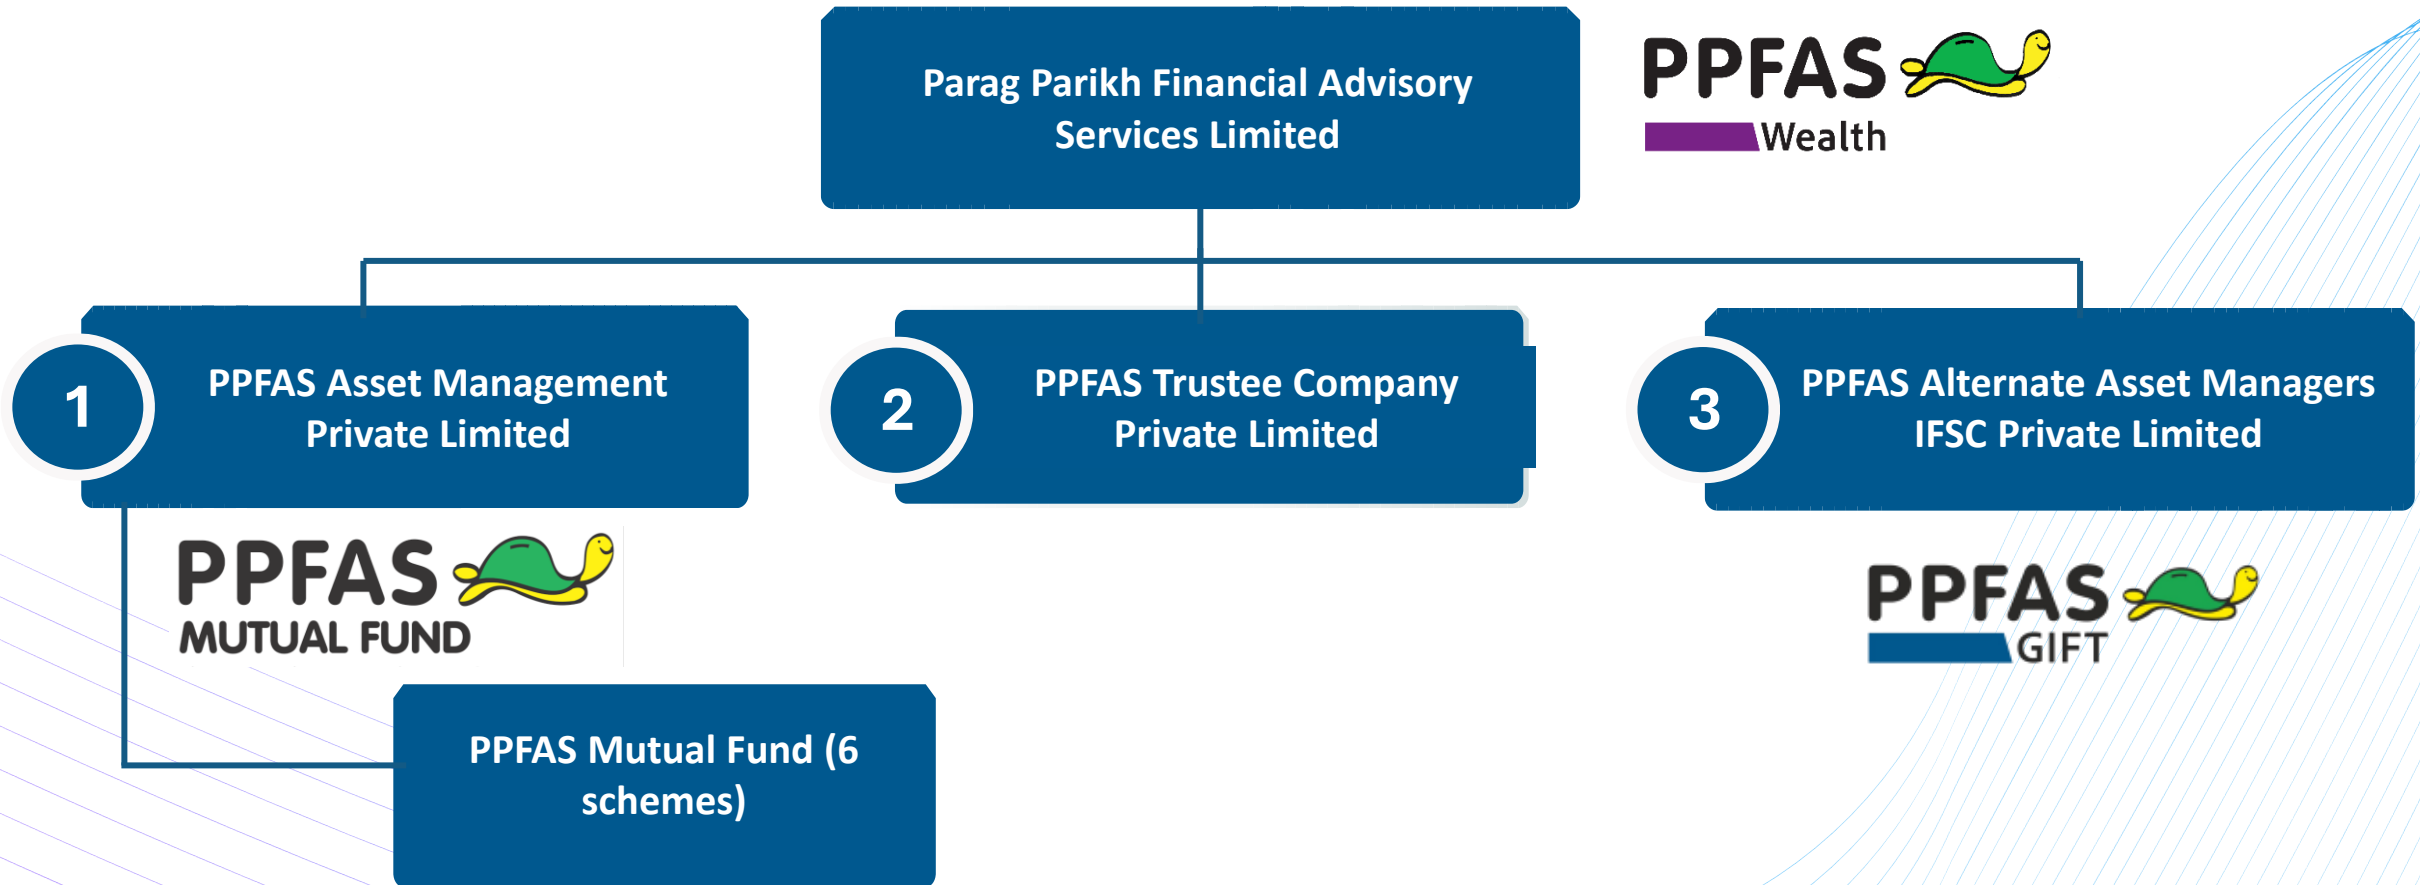 Parag Parikh Financial Advisory
Services Limited
PPFAS
Wealth
1
PPFAS Asset Management
Private Limited
2
PPFAS Trustee Company
Private Limited
3
PPFAS Alternate Asset Managers
IFSC Private Limited
PPFAS
MUTUAL FUND
PPFAS
GIFT
PPFAS Mutual Fund (6
schemes)